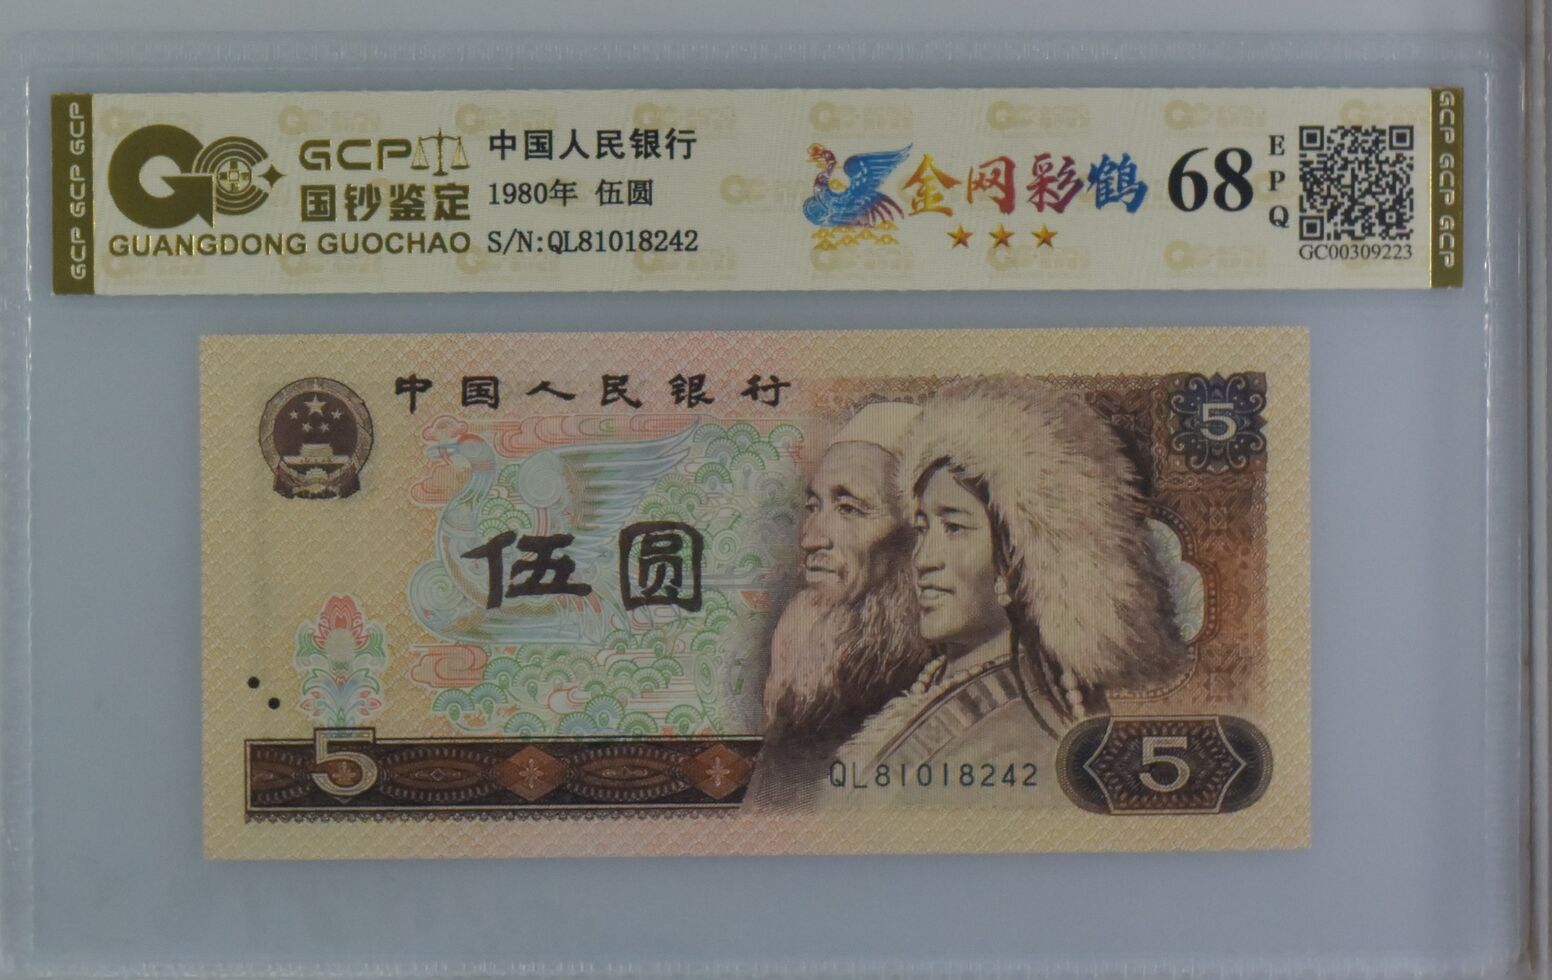 GCP GCP GCP
GCP
国钞鉴定
GUANGDONG GUOCHAO
中国人民银行
1980年 伍圆
S/N:QL81018242
金网彩鹤
68
EPQ
GC00309223
GCP GCP GCP
中国人民银行
5
伍圆
5
QL81018242
5